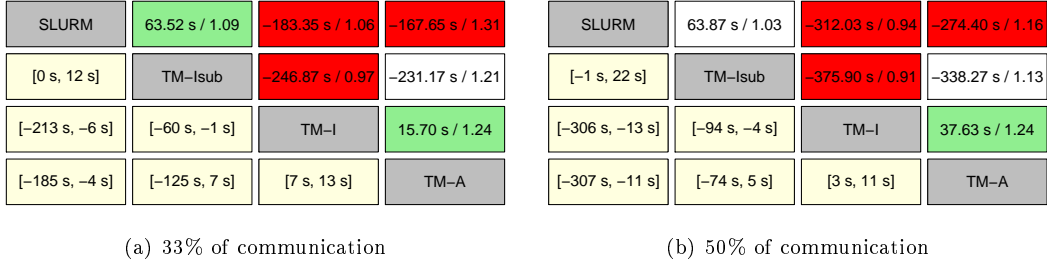 SLURM 63.52 s / 1.09 −183.35 s / 1.06 −167.65 s / 1.31
[0 s, 12 s] TM−Isub −246.87 s / 0.97 −231.17 s / 1.21
[−213 s, −6 s] [−60 s, −1 s] TM−I 15.70 s / 1.24
[−185 s, −4 s] [−125 s, 7 s] [7 s, 13 s] TM−A
(a) 33% of communication
SLURM 63.87 s / 1.03 −312.03 s / 0.94 −274.40 s / 1.16
[−1 s, 22 s] TM−Isub −375.90 s / 0.91 −338.27 s / 1.13
[−306 s, −13 s] [−94 s, −4 s] TM−I 37.63 s / 1.24
[−307 s, −11 s] [−74 s, 5 s] [3 s, 11 s] TM−A
(b) 50% of communication